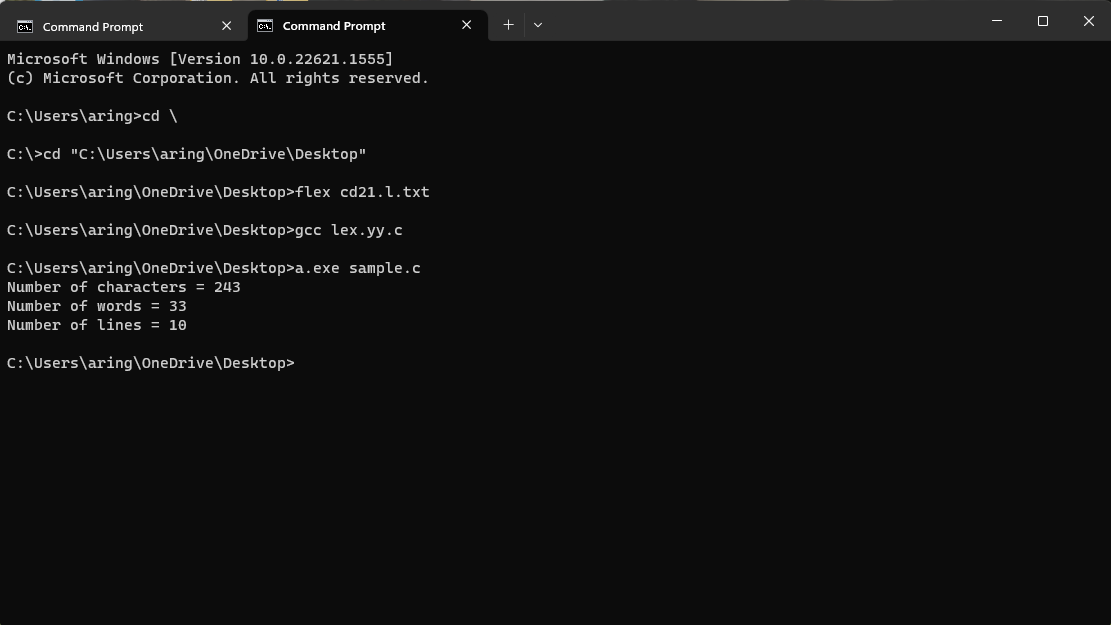 Command Prompt
Command Prompt
Microsoft Windows [Version 10.0.22621.1555]
(c) Microsoft Corporation. All rights reserved.
C:\Users\aring>cd \
C:\>cd "C:\Users\aring\OneDrive\Desktop"
C:\Users\aring\OneDrive\Desktop>flex cd21.l.txt
C:\Users\aring\OneDrive\Desktop>gcc lex.yy.c
C:\Users\aring\OneDrive\Desktop>a.exe sample.c
Number of characters = 243
Number of words = 33
Number of lines = 10
C:\Users\aring\OneDrive\Desktop>